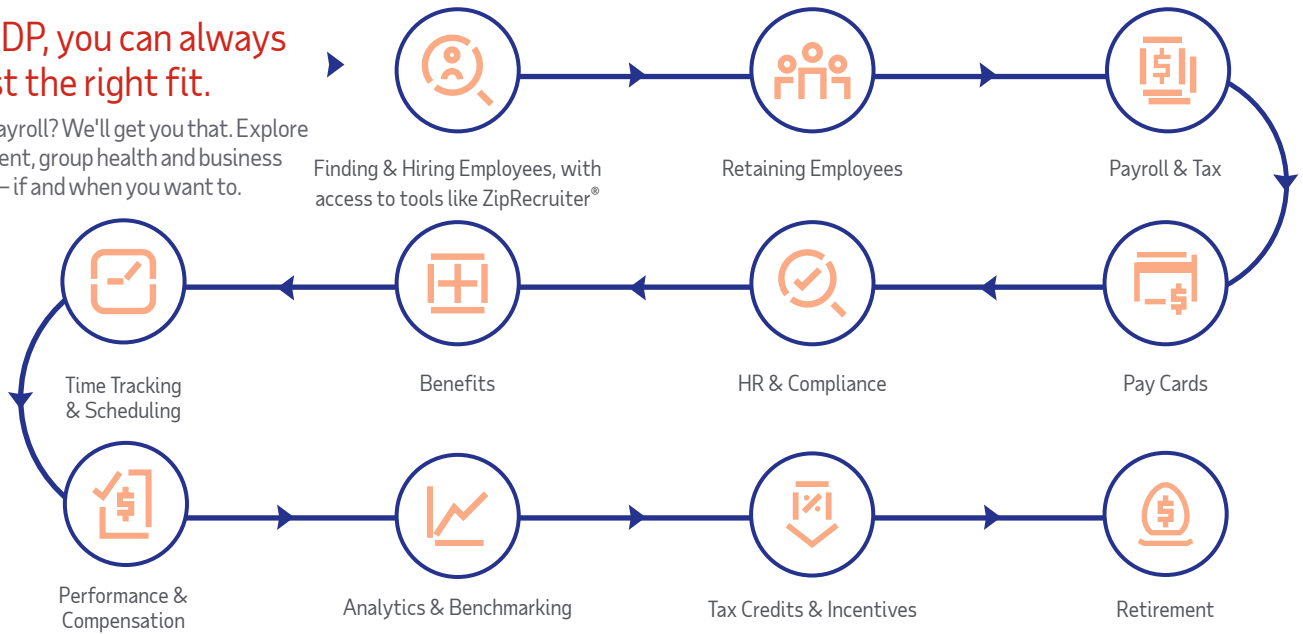 DP, you can always
st the right fit.
ayroll? We'll get you that. Explore
ent, group health and business
– if and when you want to.
Finding & Hiring Employees, with
access to tools like ZipRecruiter®
Retaining Employees
Payroll & Tax
Time Tracking
& Scheduling
Benefits
HR & Compliance
Pay Cards
Performance &
Compensation
Analytics & Benchmarking
Tax Credits & Incentives
Retirement